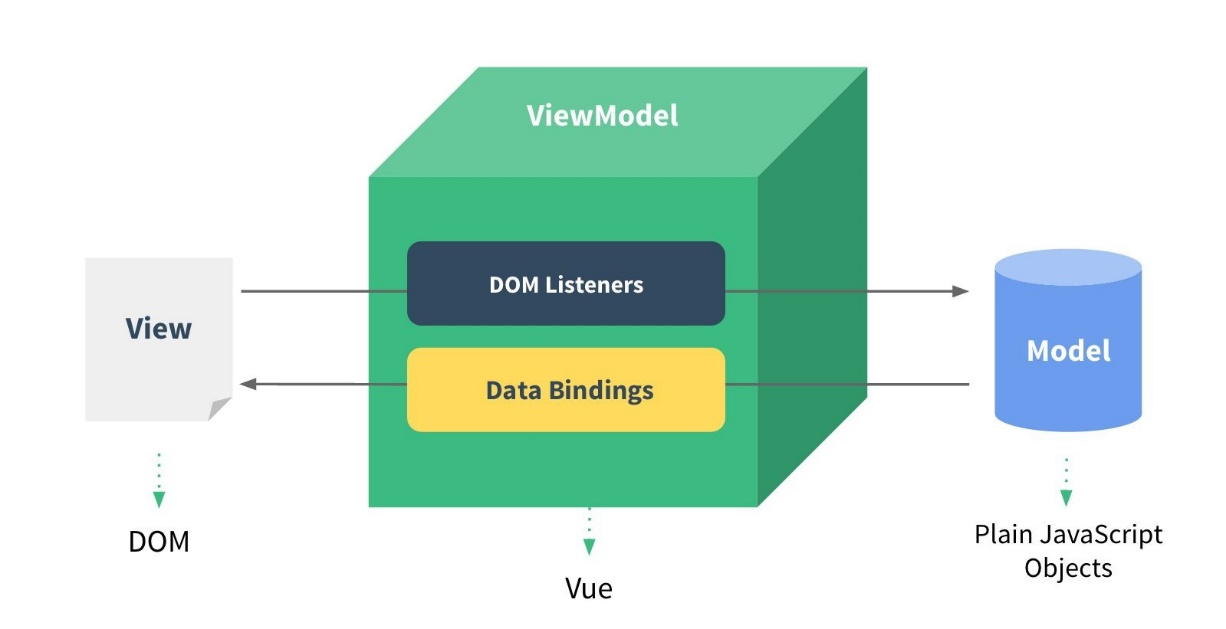 ViewModel
DOM Listeners
View
Model
Data Bindings
DOM
Plain JavaScript
Objects
Vue